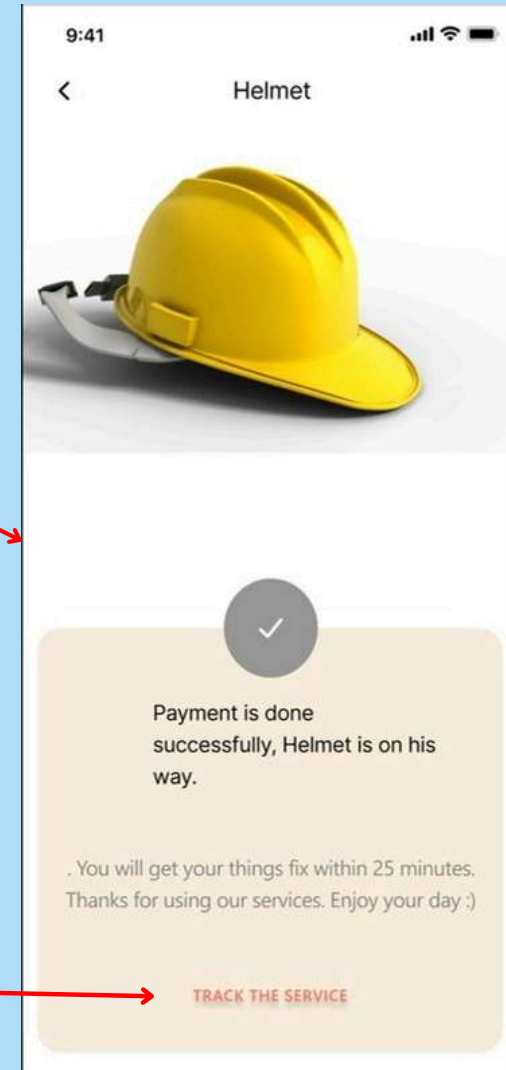 9:41
Helmet
Payment is done
successfully, Helmet is on his
way.
. You will get your things fix within 25 minutes.
Thanks for using our services. Enjoy your day :)
TRACK THE SERVICE